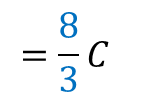 = 8/3 C